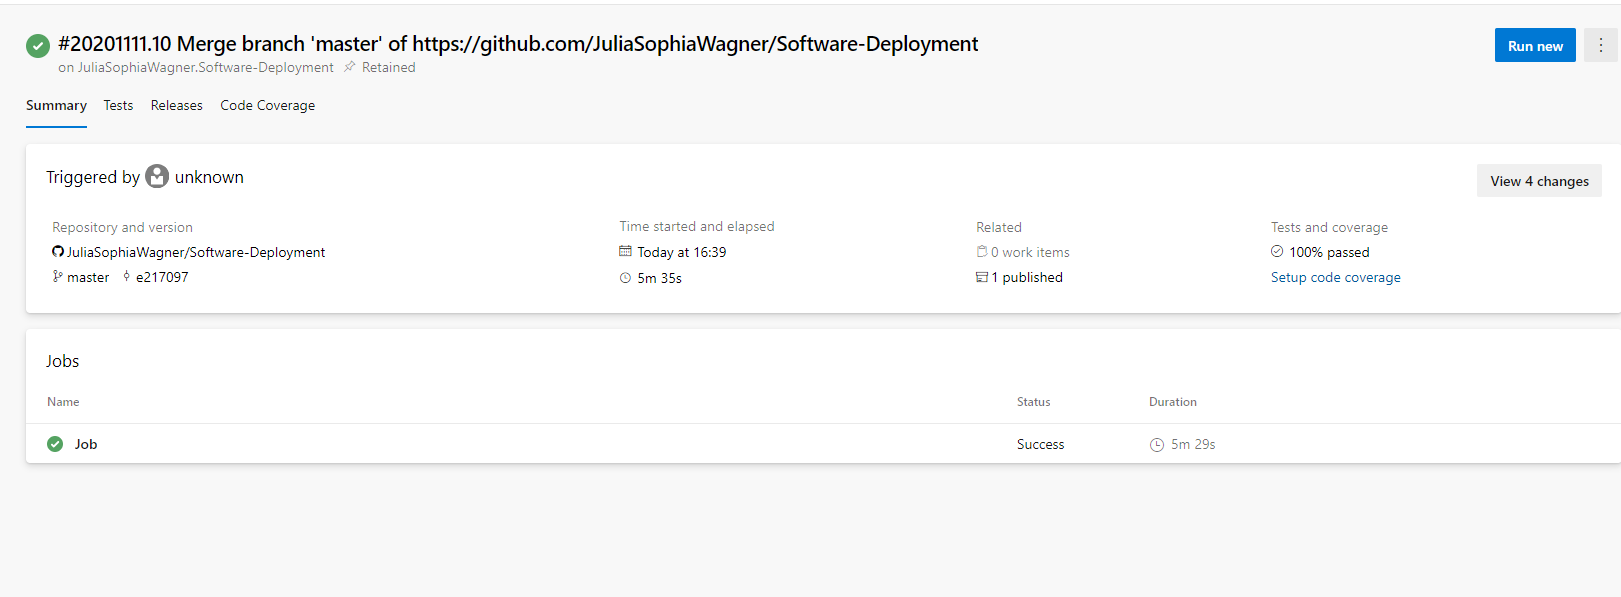 #20201111.10 Merge branch 'master' of https://github.com/JuliaSophiaWagner/Software-Deployment
on JuliaSophiaWagner.Software-Deployment Retained
Run new
Summary Tests Releases Code Coverage
Triggered by unknown
View 4 changes
Repository and version
JuliaSophiaWagner/Software-Deployment
master e217097
Time started and elapsed
Today at 16:39
5m 35s
Related
0 work items
1 published
Tests and coverage
100% passed
Setup code coverage
Jobs
Name Status Duration
Job Success 5m 29s